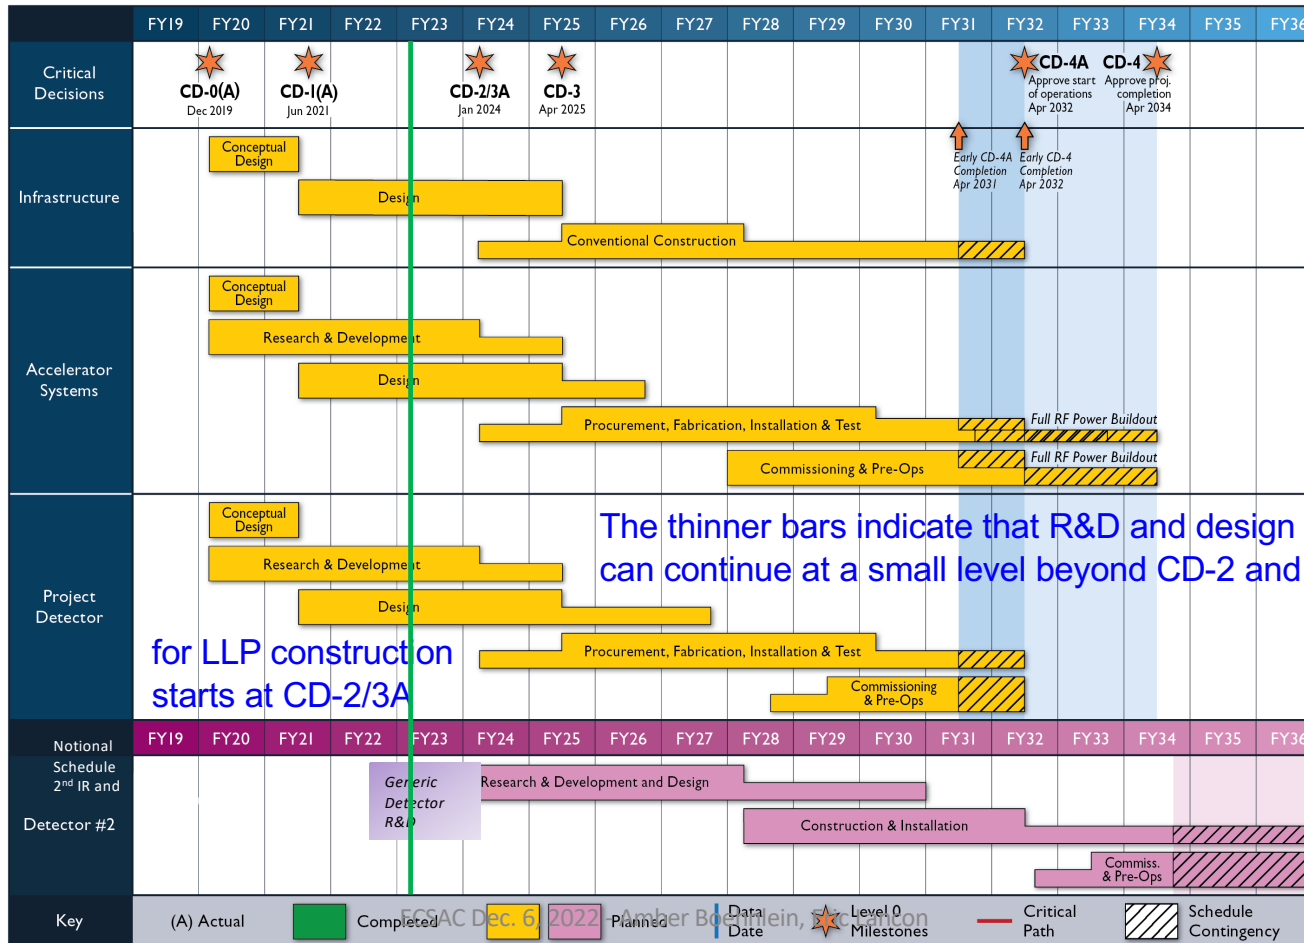 FY19 FY20 FY21 FY22 FY23 FY24 FY25 FY26 FY27 FY28 FY29 FY30 FY31 FY32 FY33 FY34 FY35 FY36
Critical
Decisions
CD-0(A)
Dec 2019
CD-1(A)
Jun 2021
CD-2/3A
Jan 2024
CD-3
Apr 2025
CD-4A
Approve start
of operations
Apr 2032
CD-4
Approve proj.
completion
Apr 2034
Infrastructure
Conceptual
Design
Design
Conventional Construction
Early CD-4A
Completion
Apr 2031
Early CD-4
Completion
Apr 2032
Accelerator
Systems
Conceptual
Design
Research & Development
Design
Procurement, Fabrication, Installation & Test
Full RF Power Buildout
Commissioning & Pre-Ops
Full RF Power Buildout
Project
Detector
Conceptual
Design
Research & Development
Design
Procurement, Fabrication, Installation & Test
Commissioning
& Pre-Ops
The thinner bars indicate that R&D and design
can continue at a small level beyond CD-2 and
for LLP construction
starts at CD-2/3A
FY19 FY20 FY21 FY22 FY23 FY24 FY25 FY26 FY27 FY28 FY29 FY30 FY31 FY32 FY33 FY34 FY35 FY36
Notional
Schedule
2nd IR and
Detector #2
Generic
Detector
R&D
Research & Development and Design
Construction & Installation
Commiss.
& Pre-Ops
Key
(A) Actual
Completed
Planned
Data
Date
Level 0
Milestones
Critical
Path
Schedule
Contingency
ECSAC Dec. 6, 2022 - Amber Boehnlein, Eric Lancon